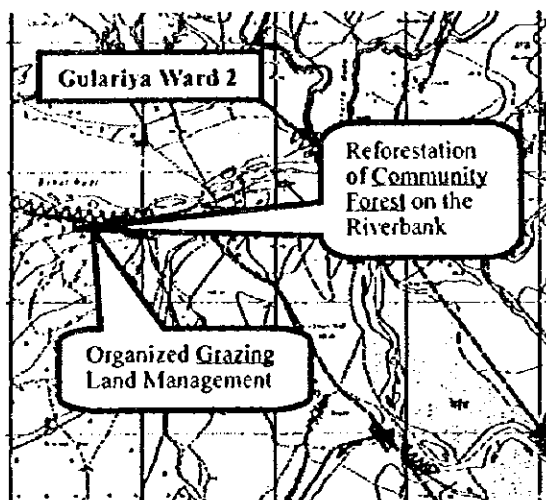 Gulariya Ward 2
Reforestation
of Community
Forest on the
Riverbank
Organized Grazing
Land Management